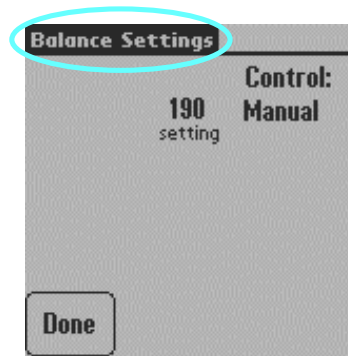 Balance Settings
Control:
190 Manual
setting
Done